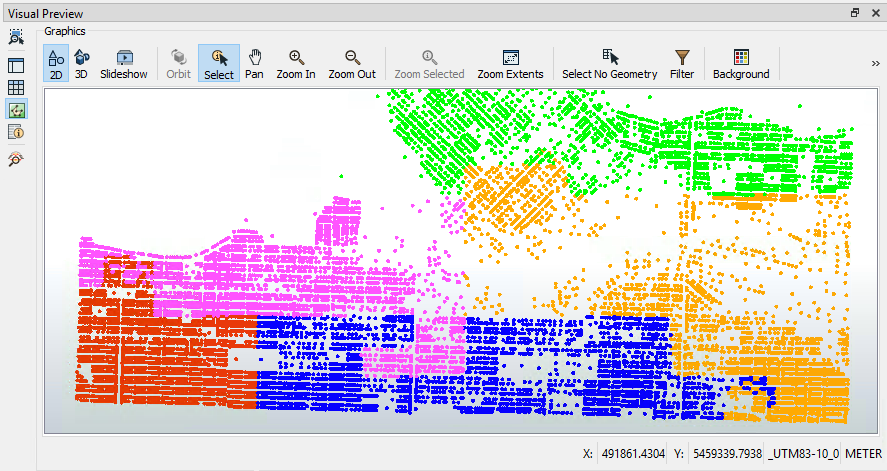 Visual Preview
Graphics
2D 3D Slideshow Orbit Select Pan Zoom In Zoom Out Zoom Selected Zoom Extents Select No Geometry Filter Background »
X: 491861.4304 Y: 5459339.7938 _UTM83-10_0 METER